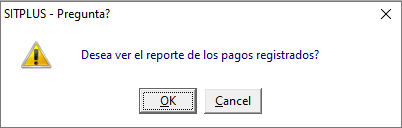 SITPLUS - Pregunta?
Desea ver el reporte de los pagos registrados?
OK
Cancel